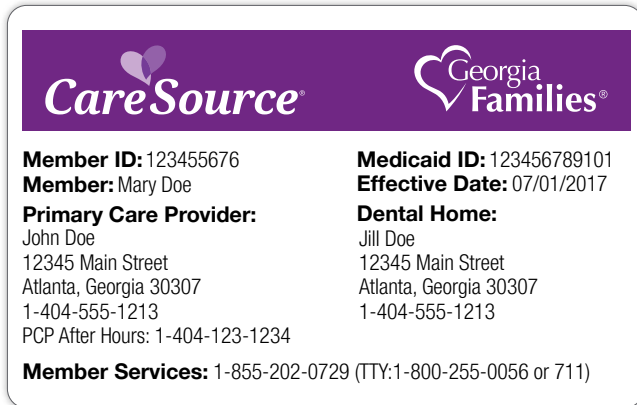 CareSource®
Georgia
Families®
Member ID: 123455676
Member: Mary Doe
Medicaid ID: 123456789101
Effective Date: 07/01/2017
Primary Care Provider:
John Doe
12345 Main Street
Atlanta, Georgia 30307
1-404-555-1213
PCP After Hours: 1-404-123-1234
Dental Home:
Jill Doe
12345 Main Street
Atlanta, Georgia 30307
1-404-555-1213
Member Services: 1-855-202-0729 (TTY:1-800-255-0056 or 711)